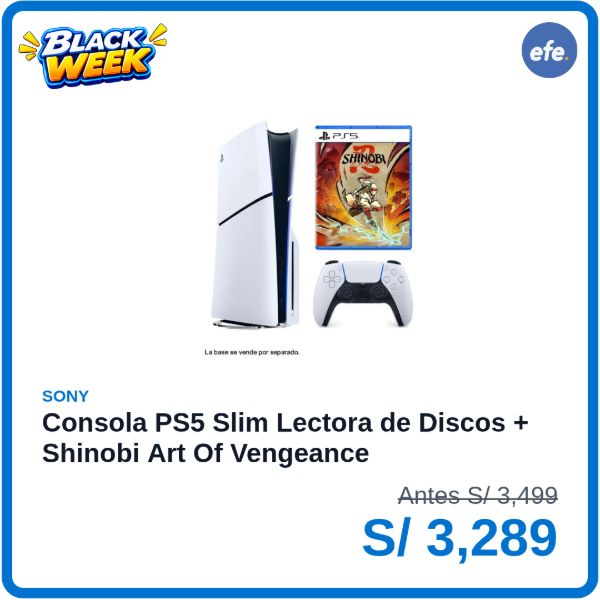 BLACK
WEEK
efe.
PS5
SHINOBI
忍
La base se vende por separado.
SONY
Consola PS5 Slim Lectora de Discos +
Shinobi Art Of Vengeance
Antes S/ 3,499
S/ 3,289